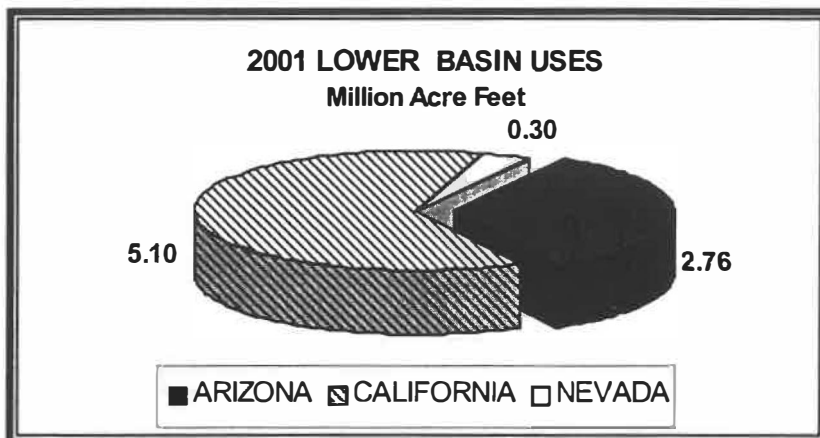 2001 LOWER BASIN USES
Million Acre Feet
0.30
5.10
2.76
ARIZONA CALIFORNIA NEVADA